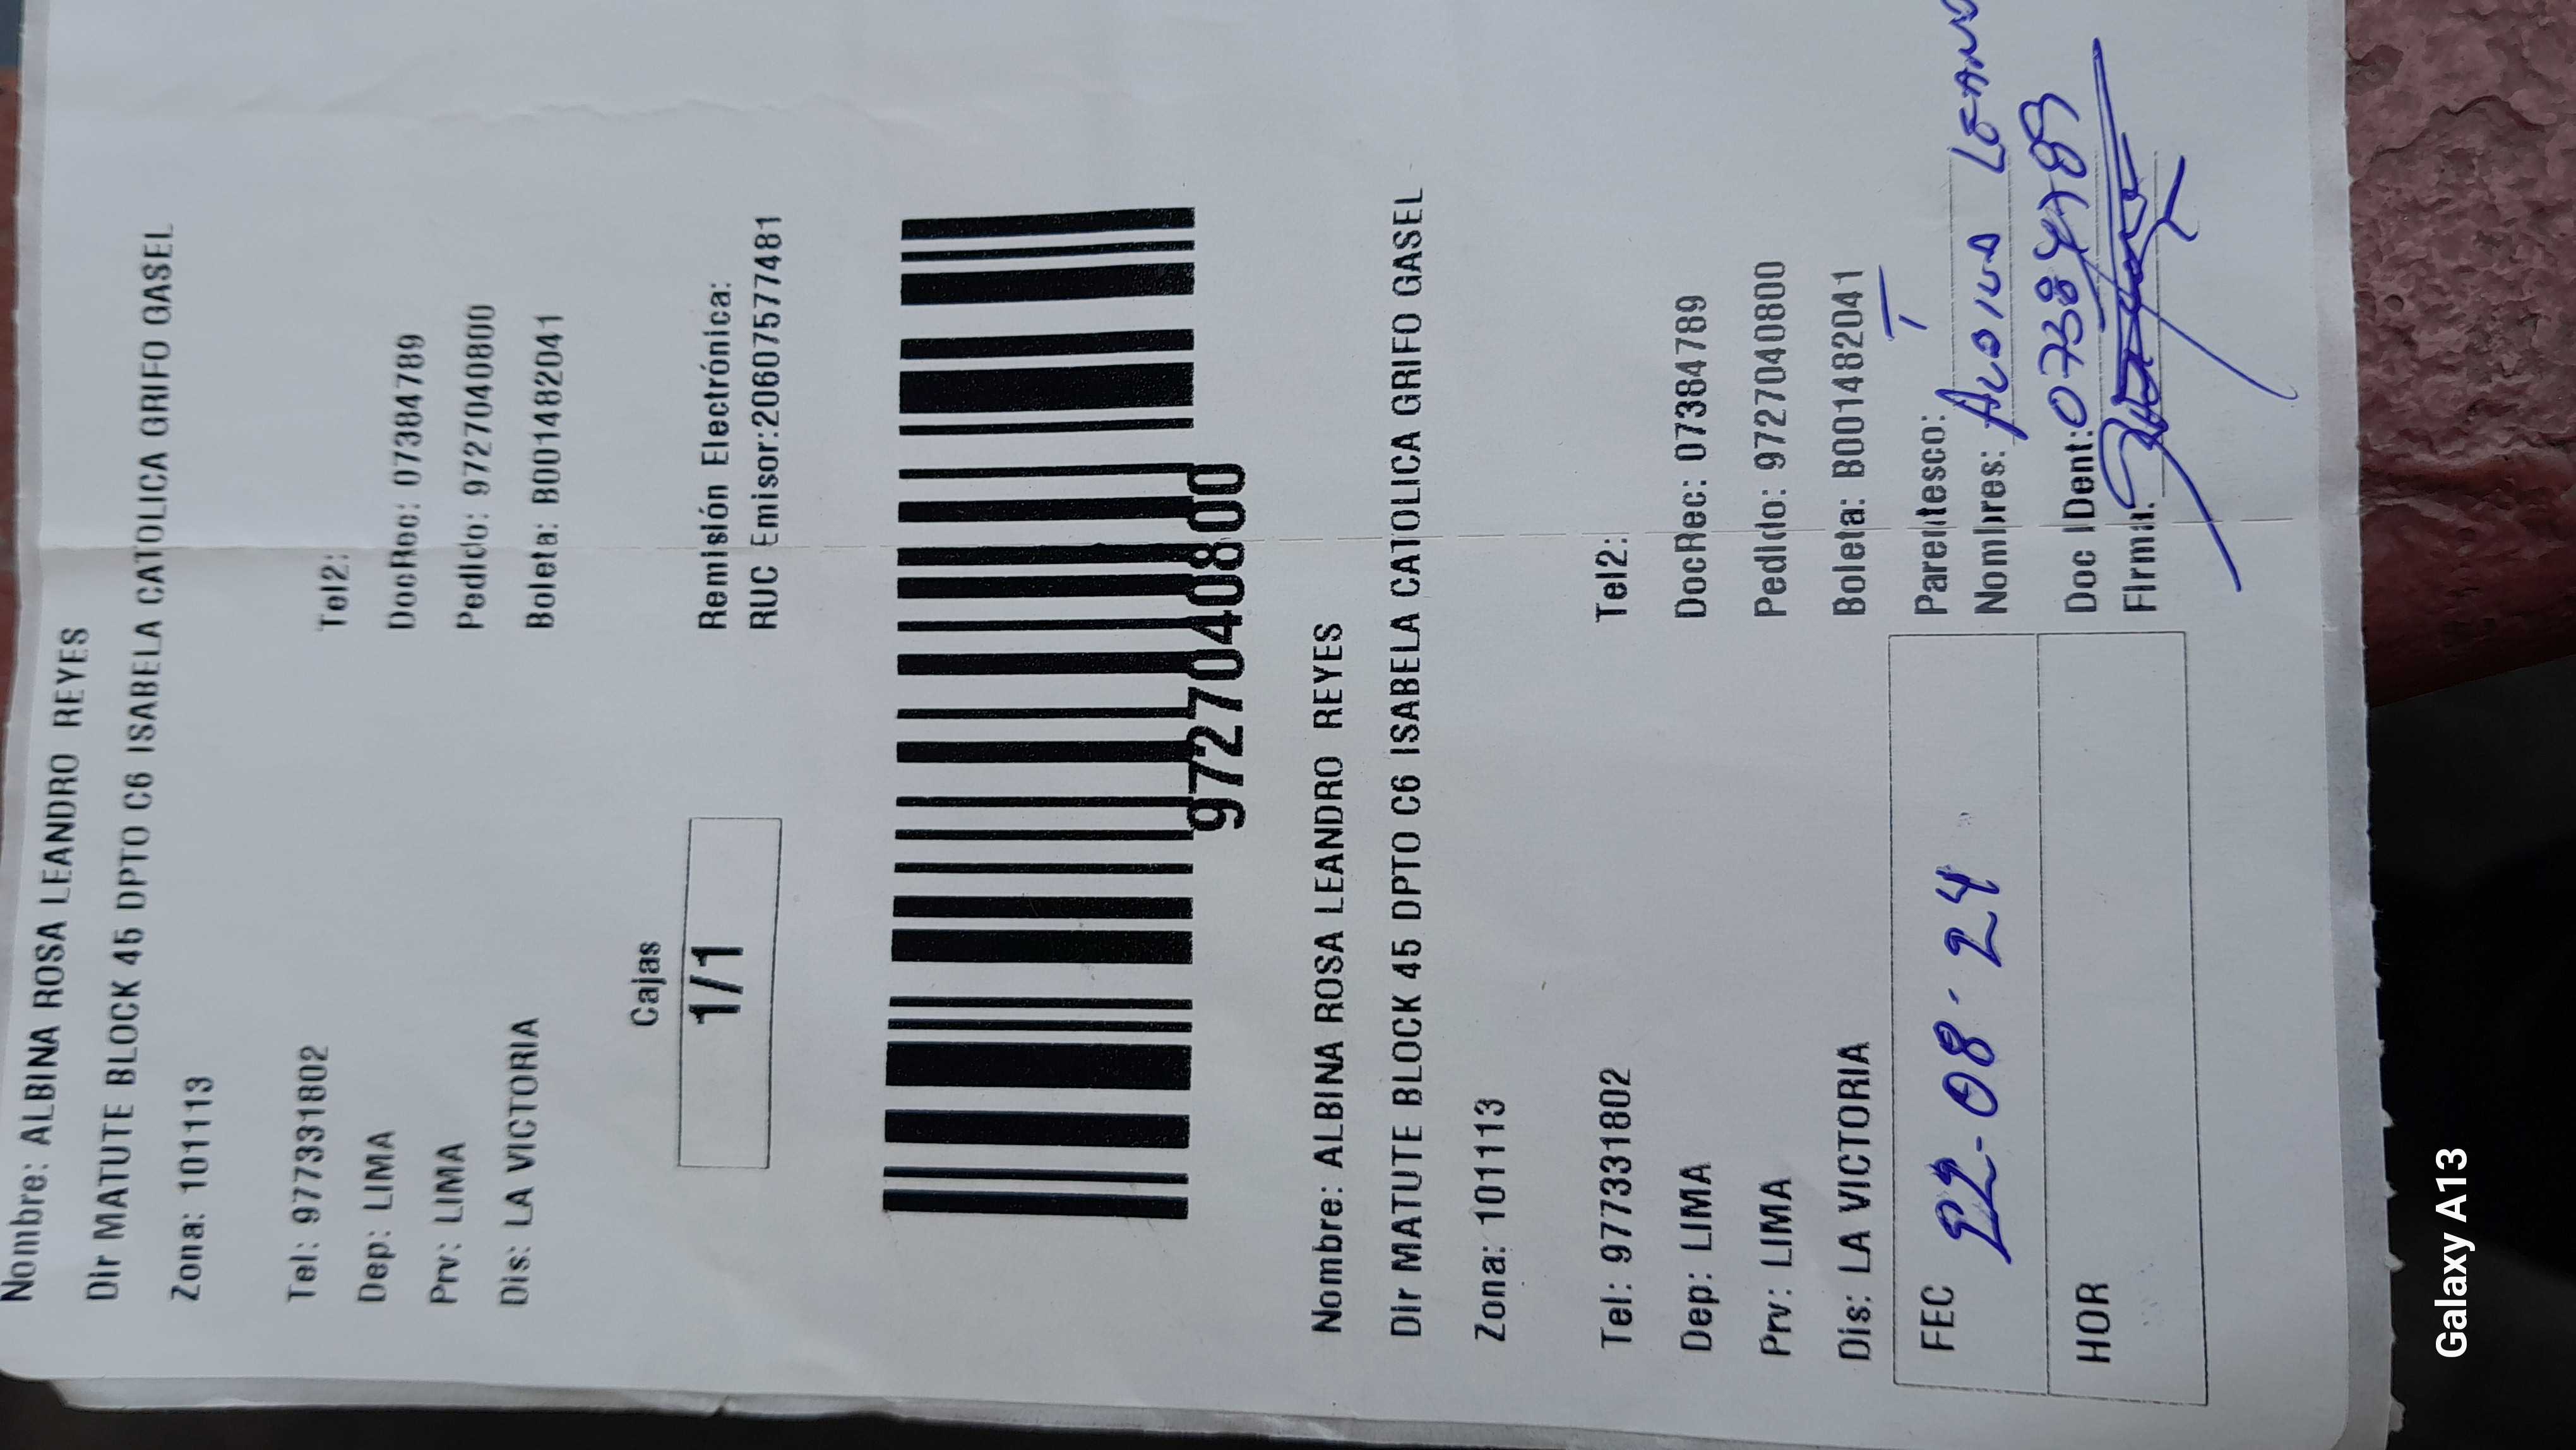 Nombre: ALBINA ROSA LEANDRO REYES
Dir MATUTE BLOCK 45 DPTO C6 ISABELA CATOLICA GRIFO GASEL
Zona: 101113
Tel: 977331802 Tel2:
Dep: LIMA DocRec: 07384789
Prv: LIMA Pedido: 9727040800
Dis: LA VICTORIA Boleta: B001482041
Cajas
1/1
Remisión Electrónica:
RUC Emisor:20607577481
9727040800
Nombre: ALBINA ROSA LEANDRO REYES
Dir MATUTE BLOCK 45 DPTO C6 ISABELA CATOLICA GRIFO GASEL
Zona: 101113
Tel: 977331802 Tel2:
Dep: LIMA DocRec: 07384789
Prv: LIMA Pedido: 9727040800
Dis: LA VICTORIA Boleta: B001482041
FEC 22-08-24
HOR
Parentesco: T
Nombres:
Doc IDent: 07384789
Firma:
Galaxy A13